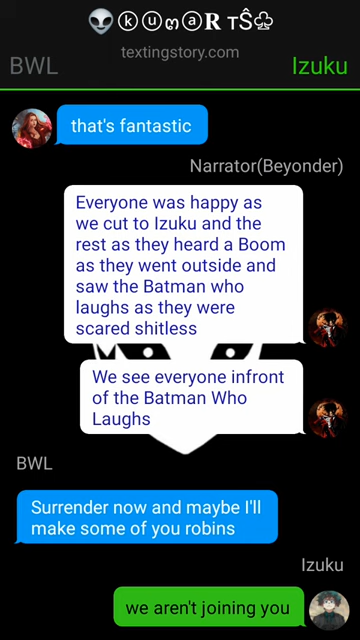 👽ⓚⓤოⓐ𝐑 тŜ♧
textingstory.com
BWL
Izuku
that's fantastic
Narrator(Beyonder)
Everyone was happy as
we cut to Izuku and the
rest as they heard a Boom
as they went outside and
saw the Batman who
laughs as they were
scared shitless
We see everyone infront
of the Batman Who
Laughs
BWL
Surrender now and maybe I'll
make some of you robins
Izuku
we aren't joining you